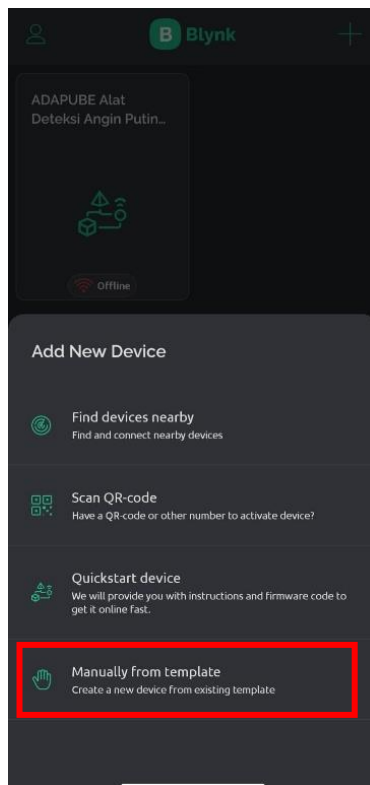 B Blynk
ADAPUBE Alat
Deteksi Angin Putin...
Offline
Add New Device
Find devices nearby
Find and connect nearby devices
Scan QR-code
Have a QR-code or other number to activate device?
Quickstart device
We will provide you with instructions and firmware code to
get it online fast.
Manually from template
Create a new device from existing template